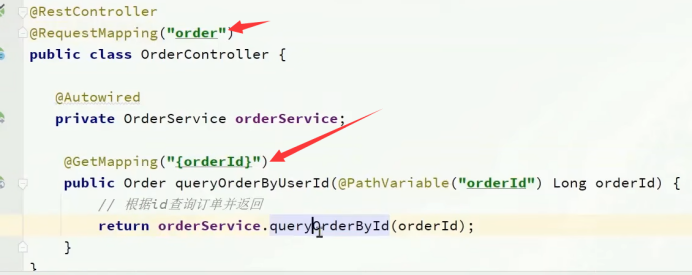 @RestController
@RequestMapping("order")
public class OrderController {
@Autowired
private OrderService orderService;
@GetMapping("{orderId}")
public Order queryOrderByUserId(@PathVariable("orderId") Long orderId) {
// 根据id查询订单并返回
return orderService.queryOrderById(orderId);
}
}